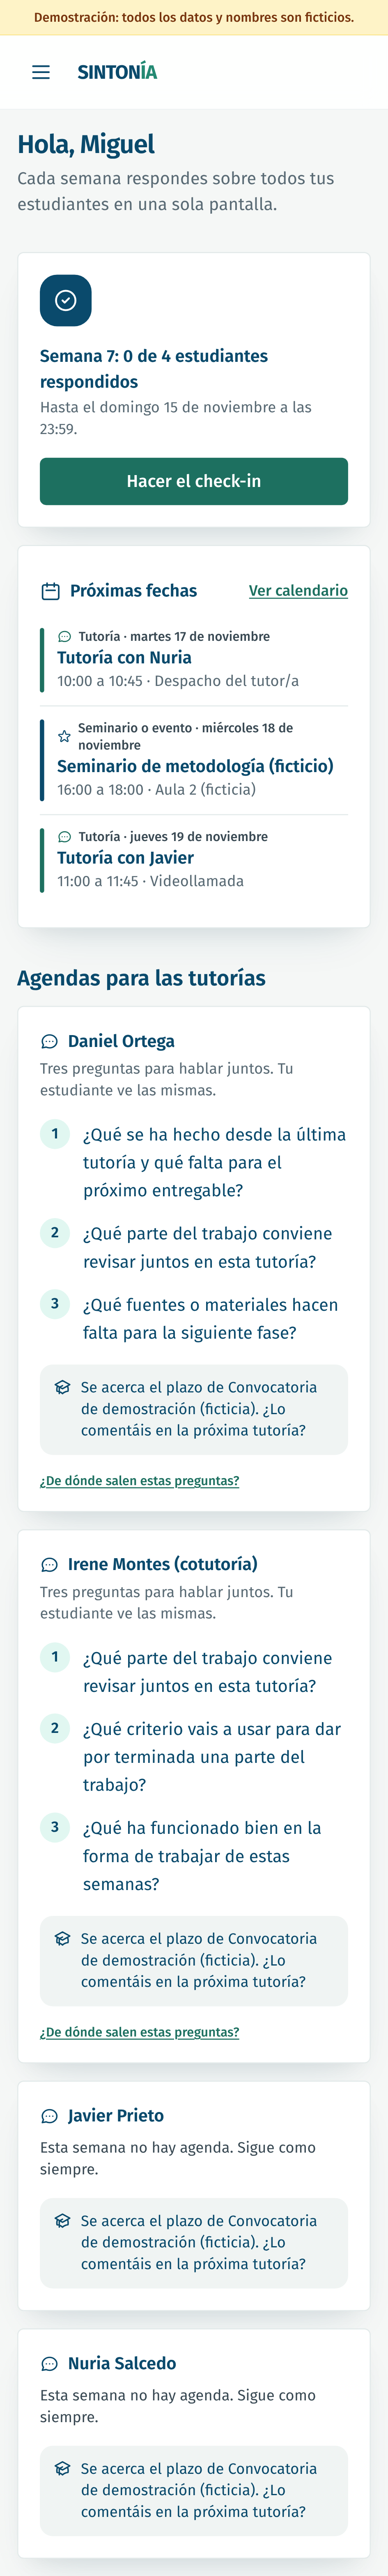 Demostración: todos los datos y nombres son ficticios.
SINTONÍA
Hola, Miguel
Cada semana respondes sobre todos tus
estudiantes en una sola pantalla.
Semana 7: 0 de 4 estudiantes
respondidos
Hasta el domingo 15 de noviembre a las
23:59.
Hacer el check-in
Próximas fechas
Ver calendario
Tutoría · martes 17 de noviembre
Tutoría con Nuria
10:00 a 10:45 · Despacho del tutor/a
Seminario o evento · miércoles 18 de
noviembre
Seminario de metodología (ficticio)
16:00 a 18:00 · Aula 2 (ficticia)
Tutoría · jueves 19 de noviembre
Tutoría con Javier
11:00 a 11:45 · Videollamada
Agendas para las tutorías
Daniel Ortega
Tres preguntas para hablar juntos. Tu
estudiante ve las mismas.
1 ¿Qué se ha hecho desde la última
tutoría y qué falta para el
próximo entregable?
2 ¿Qué parte del trabajo conviene
revisar juntos en esta tutoría?
3 ¿Qué fuentes o materiales hacen
falta para la siguiente fase?
Se acerca el plazo de Convocatoria
de demostración (ficticia). ¿Lo
comentáis en la próxima tutoría?
¿De dónde salen estas preguntas?
Irene Montes (cotutoría)
Tres preguntas para hablar juntos. Tu
estudiante ve las mismas.
1 ¿Qué parte del trabajo conviene
revisar juntos en esta tutoría?
2 ¿Qué criterio vais a usar para dar
por terminada una parte del
trabajo?
3 ¿Qué ha funcionado bien en la
forma de trabajar de estas
semanas?
Se acerca el plazo de Convocatoria
de demostración (ficticia). ¿Lo
comentáis en la próxima tutoría?
¿De dónde salen estas preguntas?
Javier Prieto
Esta semana no hay agenda. Sigue como
siempre.
Se acerca el plazo de Convocatoria
de demostración (ficticia). ¿Lo
comentáis en la próxima tutoría?
Nuria Salcedo
Esta semana no hay agenda. Sigue como
siempre.
Se acerca el plazo de Convocatoria
de demostración (ficticia). ¿Lo
comentáis en la próxima tutoría?